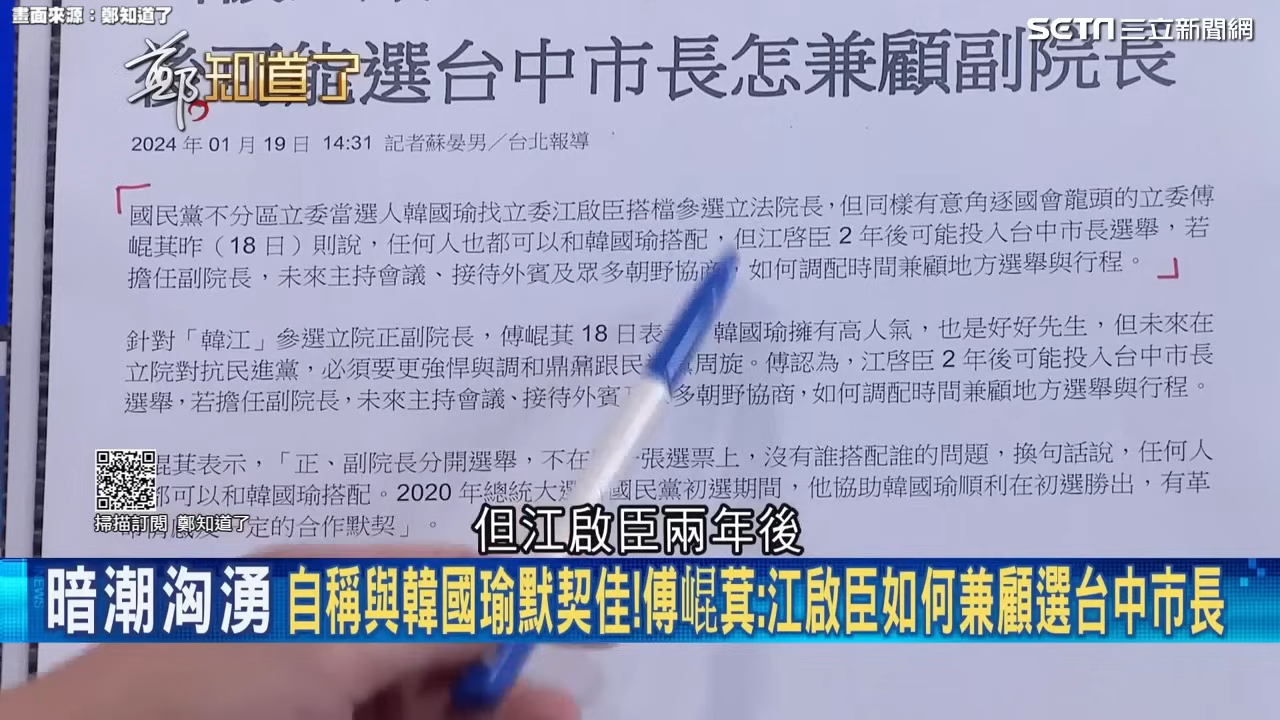 畫面來源：鄭知道了
SETN 三立新聞網
鄭知道了
選台中市長怎兼顧副院長
2024 年 01 月 19 日 14:31 記者蘇晏男／台北報導
國民黨不分區立委當選人韓國瑜找立委江啟臣搭檔參選立法院長，但同樣有意角逐國會龍頭的立委傅
崐萁昨（18 日）則說，任何人也都可以和韓國瑜搭配，但江啓臣 2 年後可能投入台中市長選舉，若
擔任副院長，未來主持會議、接待外賓及眾多朝野協商，如何調配時間兼顧地方選舉與行程。
針對「韓江」參選立院正副院長，傅崐萁 18 日表 韓國瑜擁有高人氣，也是好好先生，但未來在
立院對抗民進黨，必須要更強悍與調和鼎鼐跟民 周旋。傅認為，江啓臣 2 年後可能投入台中市長
選舉，若擔任副院長，未來主持會議、接待外賓 多朝野協商，如何調配時間兼顧地方選舉與行程。
崐萁表示，「正、副院長分開選舉，不在 一張選票上，沒有誰搭配誰的問題，換句話說，任何人
都可以和韓國瑜搭配。2020 年總統大選 國民黨初選期間，他協助韓國瑜順利在初選勝出，有革
定的合作默契」。
掃描訂閱 鄭知道了
但江啟臣兩年後
暗潮洶湧 自稱與韓國瑜默契佳!傅崐萁:江啟臣如何兼顧選台中市長